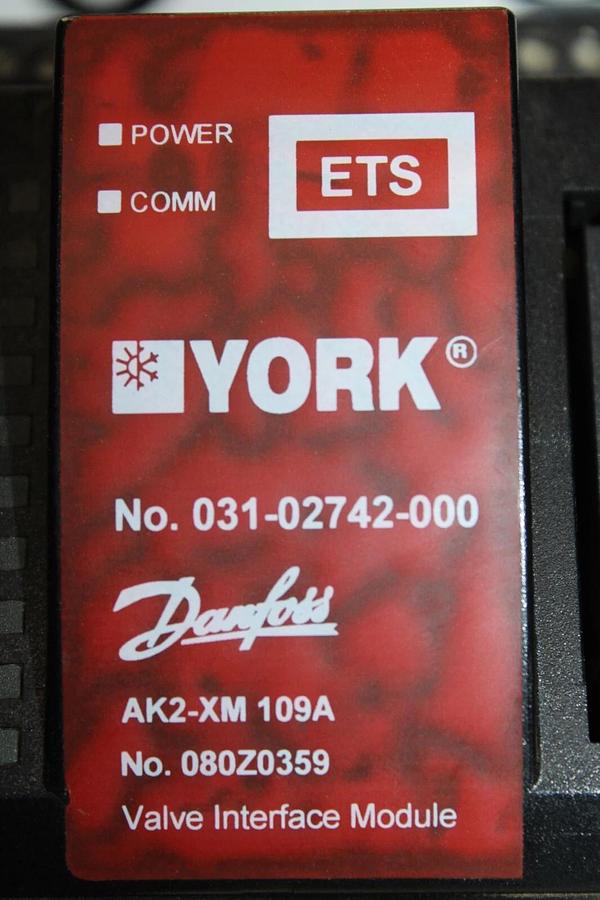 POWER
COMM
ETS
YORK®
No. 031-02742-000
Danfoss
AK2-XM 109A
No. 080Z0359
Valve Interface Module